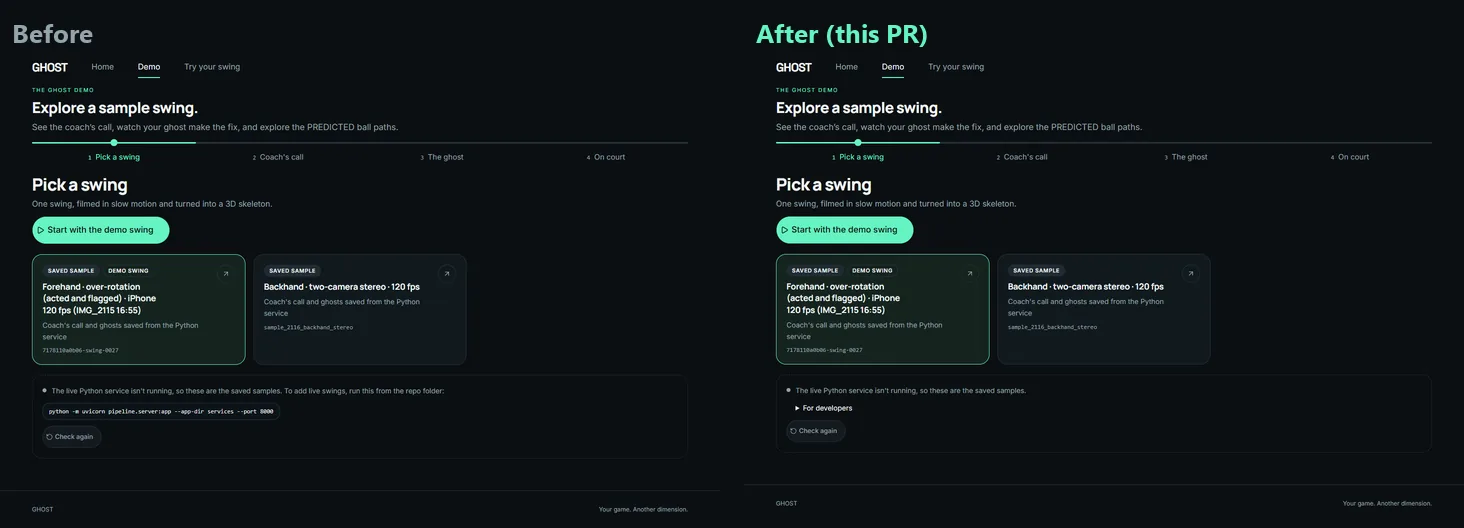 Before
GHOST Home Demo Try your swing
THE GHOST DEMO
Explore a sample swing.
See the coach's call, watch your ghost make the fix, and explore the PREDICTED ball paths.
1 Pick a swing 2 Coach's call 3 The ghost 4 On court
Pick a swing
One swing, filmed in slow motion and turned into a 3D skeleton.
Start with the demo swing
SAVED SAMPLE DEMO SWING
Forehand · over-rotation
(acted and flagged) · iPhone
120 fps (IMG_2115 16:55)
Coach's call and ghosts saved from the Python
service
7178110a0b06-swing-0027
SAVED SAMPLE
Backhand · two-camera stereo · 120 fps
Coach's call and ghosts saved from the Python
service
sample_2116_backhand_stereo
The live Python service isn't running, so these are the saved samples. To add live swings, run this from the repo folder:
python -m uvicorn pipeline.server:app --app-dir services --port 8000
Check again
GHOST Your game. Another dimension.
After (this PR)
GHOST Home Demo Try your swing
THE GHOST DEMO
Explore a sample swing.
See the coach's call, watch your ghost make the fix, and explore the PREDICTED ball paths.
1 Pick a swing 2 Coach's call 3 The ghost 4 On court
Pick a swing
One swing, filmed in slow motion and turned into a 3D skeleton.
Start with the demo swing
SAVED SAMPLE DEMO SWING
Forehand · over-rotation
(acted and flagged) · iPhone
120 fps (IMG_2115 16:55)
Coach's call and ghosts saved from the Python
service
7178110a0b06-swing-0027
SAVED SAMPLE
Backhand · two-camera stereo · 120 fps
Coach's call and ghosts saved from the Python
service
sample_2116_backhand_stereo
The live Python service isn't running, so these are the saved samples.
For developers
Check again
GHOST Your game. Another dimension.